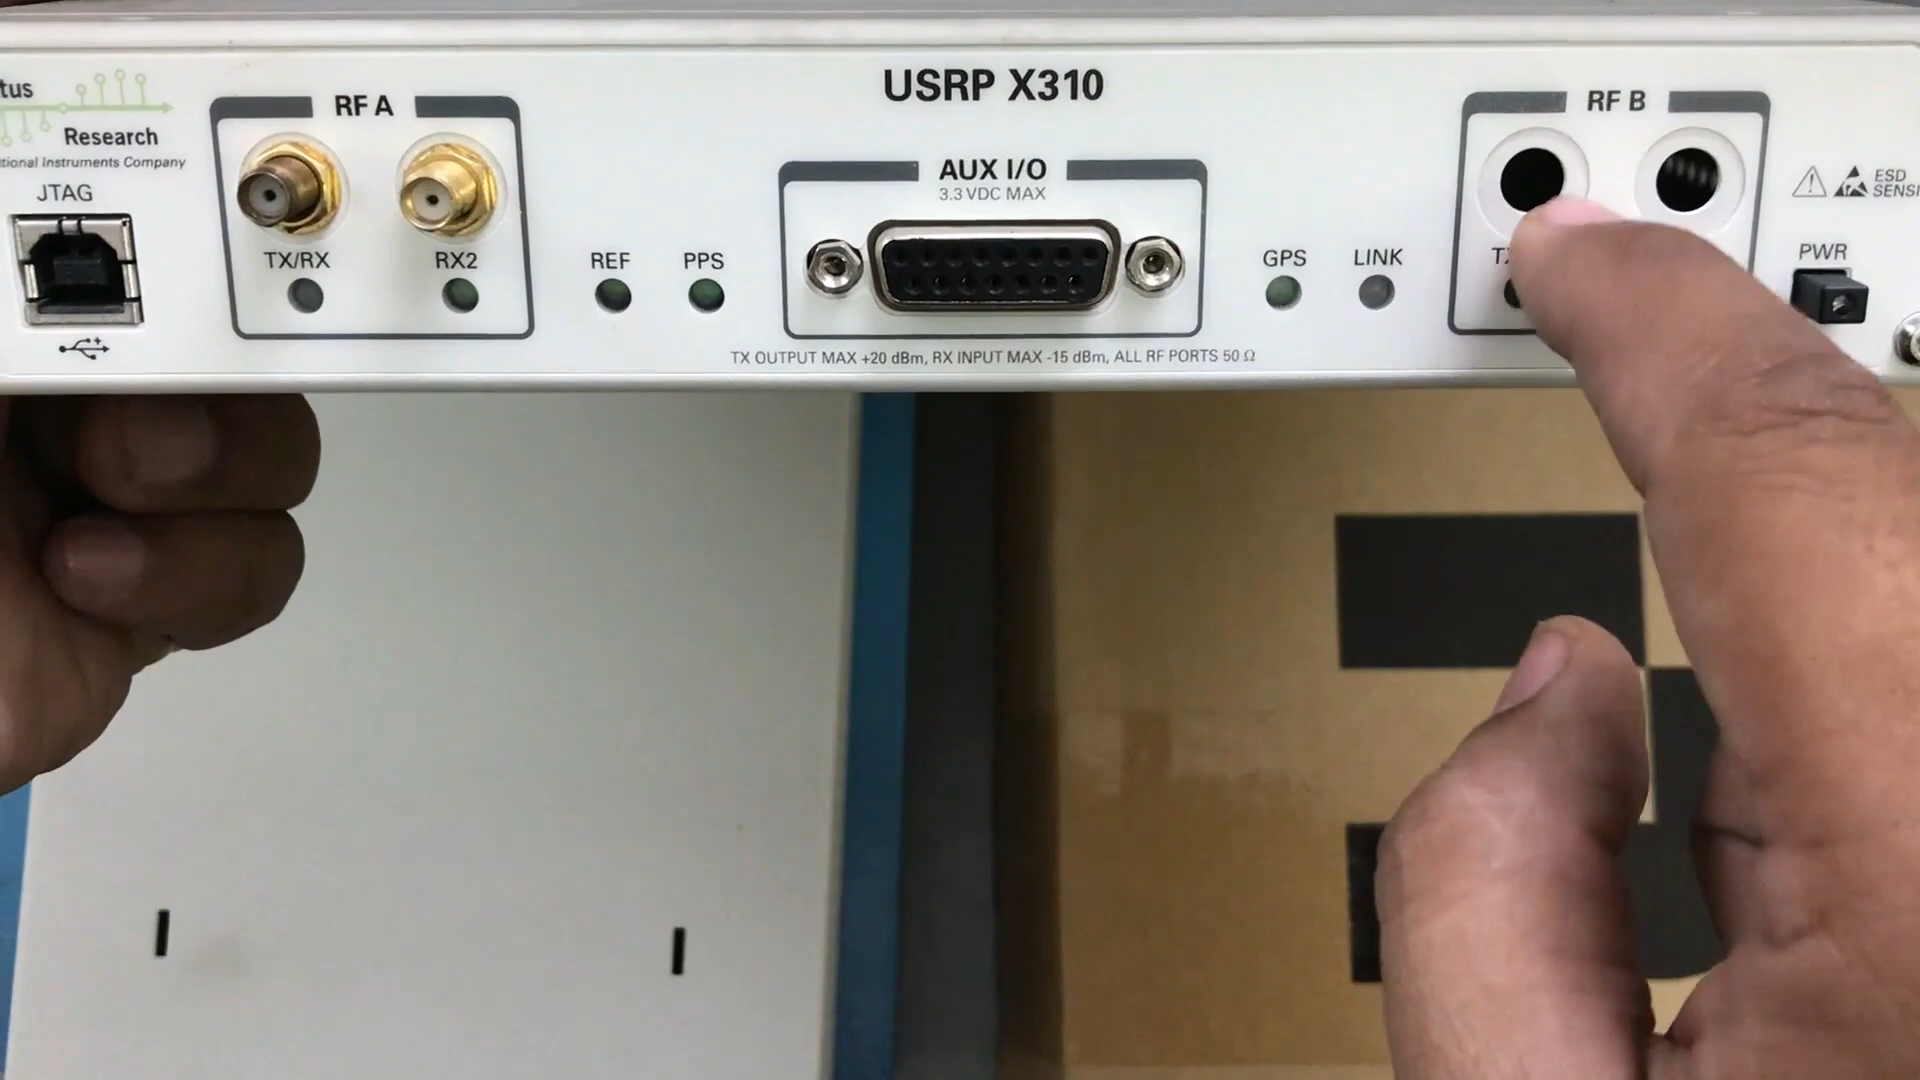 USRP X310
tus
Research
tional Instruments Company
JTAG
RF A
TX/RX
RX2
REF
PPS
AUX I/O
3.3 VDC MAX
GPS
LINK
RF B
ESD
SENSI
PWR
TX OUTPUT MAX +20 dBm, RX INPUT MAX -15 dBm, ALL RF PORTS 50 Ω